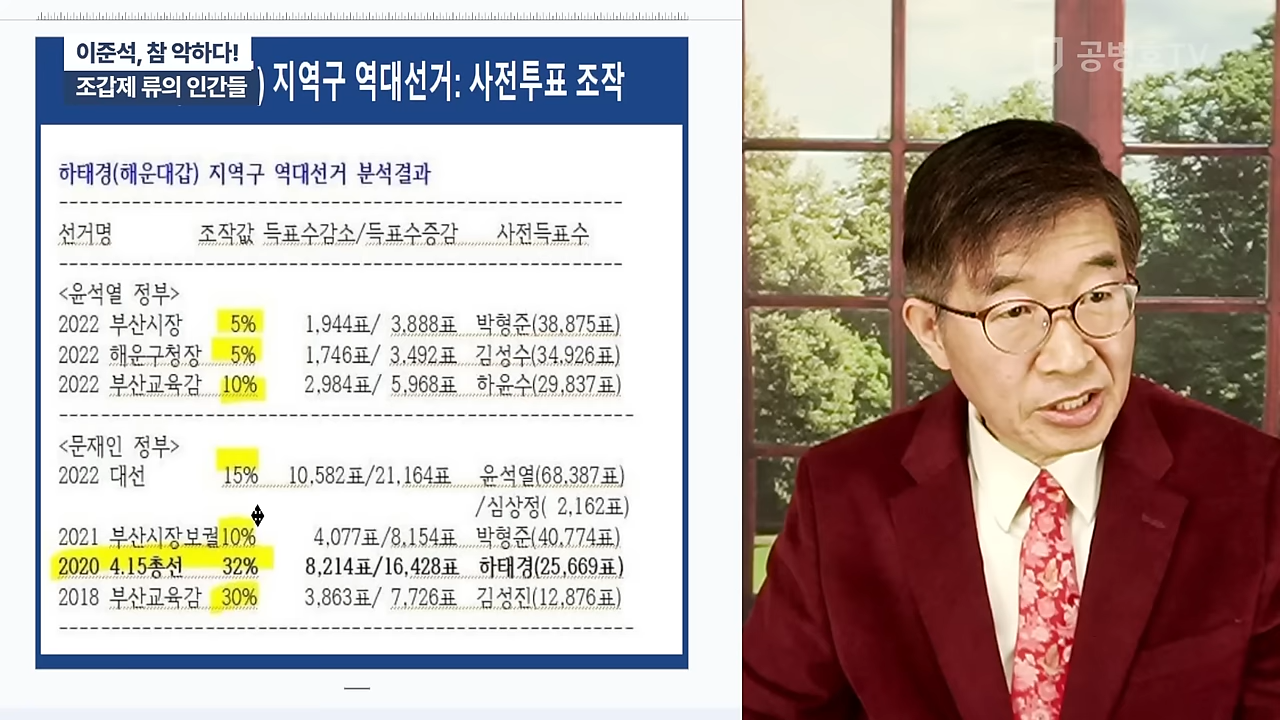 이준석, 참 악하다!
조갑제 류의 인간들
) 지역구 역대선거: 사전투표 조작
공병호TV
하태경(해운대갑) 지역구 역대선거 분석결과
선거명 조작값 득표수감소/득표수증감 사전득표수
<윤석열 정부>
2022 부산시장 5% 1,944표/ 3,888표 박형준(38,875표)
2022 해운구청장 5% 1,746표/ 3,492표 김성수(34,926표)
2022 부산교육감 10% 2,984표/ 5,968표 하윤수(29,837표)
<문재인 정부>
2022 대선 15% 10,582표/21,164표 윤석열(68,387표)
/심상정( 2,162표)
2021 부산시장보궐10% 4,077표/8,154표 박형준(40,774표)
2020 4.15총선 32% 8,214표/16,428표 하태경(25,669표)
2018 부산교육감 30% 3,863표/ 7,726표 김성진(12,876표)